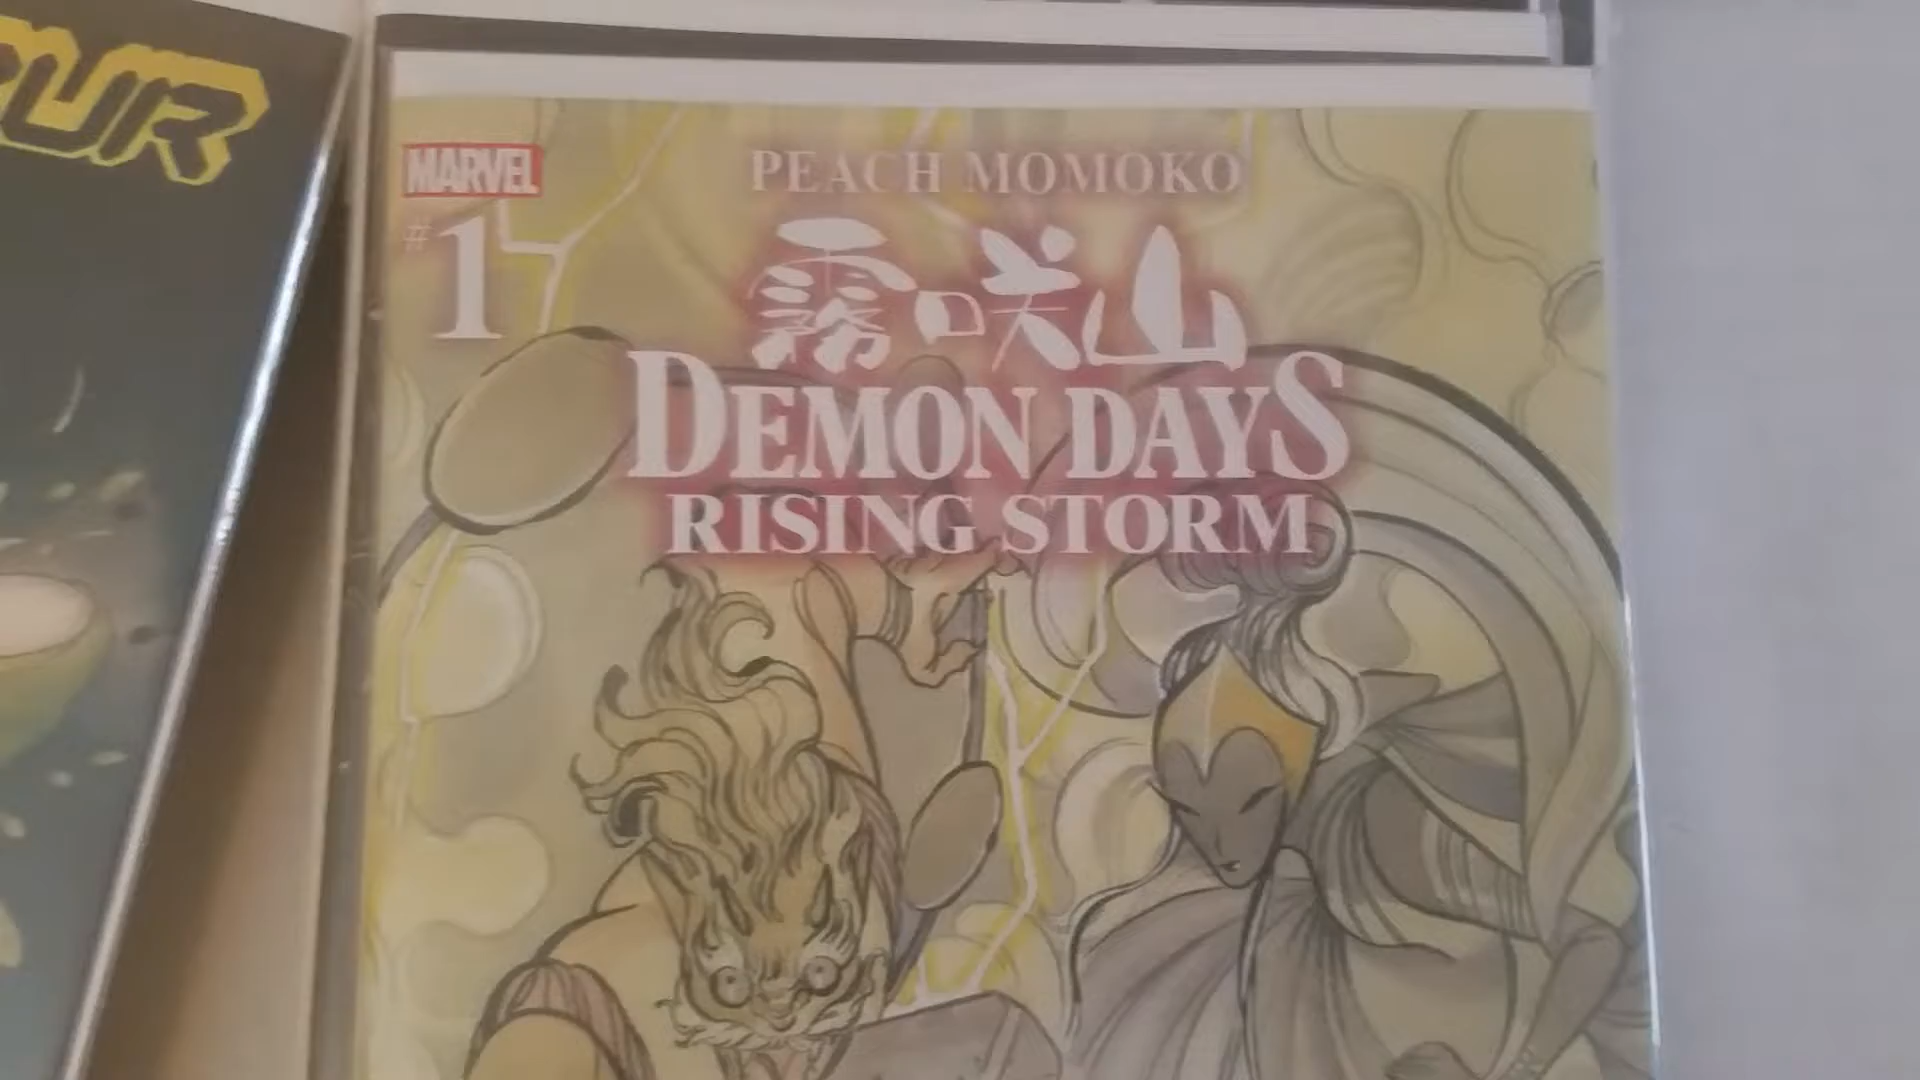 MARVEL
#1
PEACH MOMOKO
霧咲山
DEMON DAYS
RISING STORM